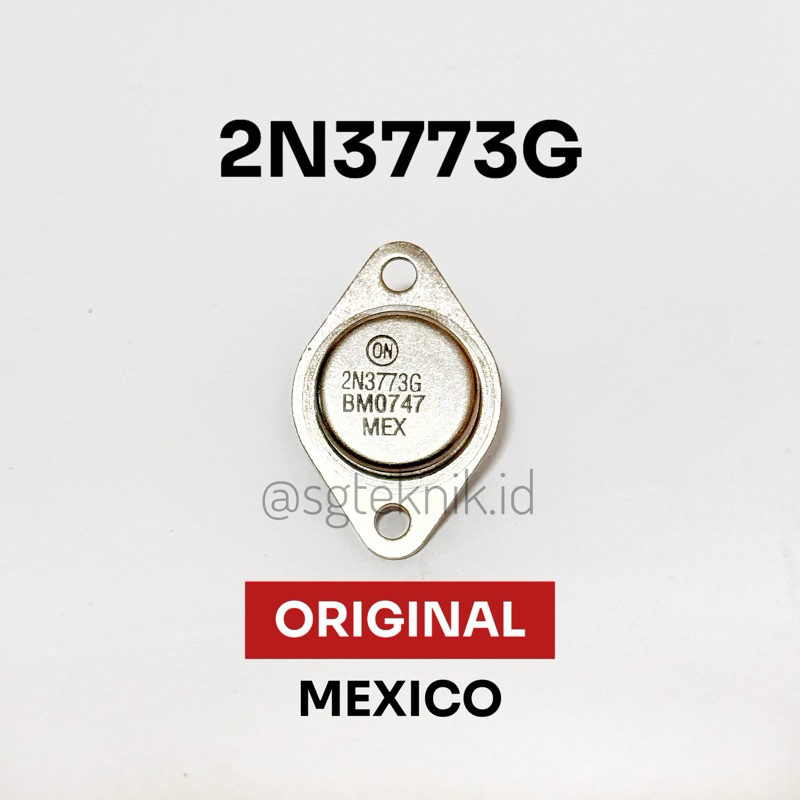 2N3773G
ON
2N3773G
BM0747
MEX
@sgteknik.id
ORIGINAL
MEXICO